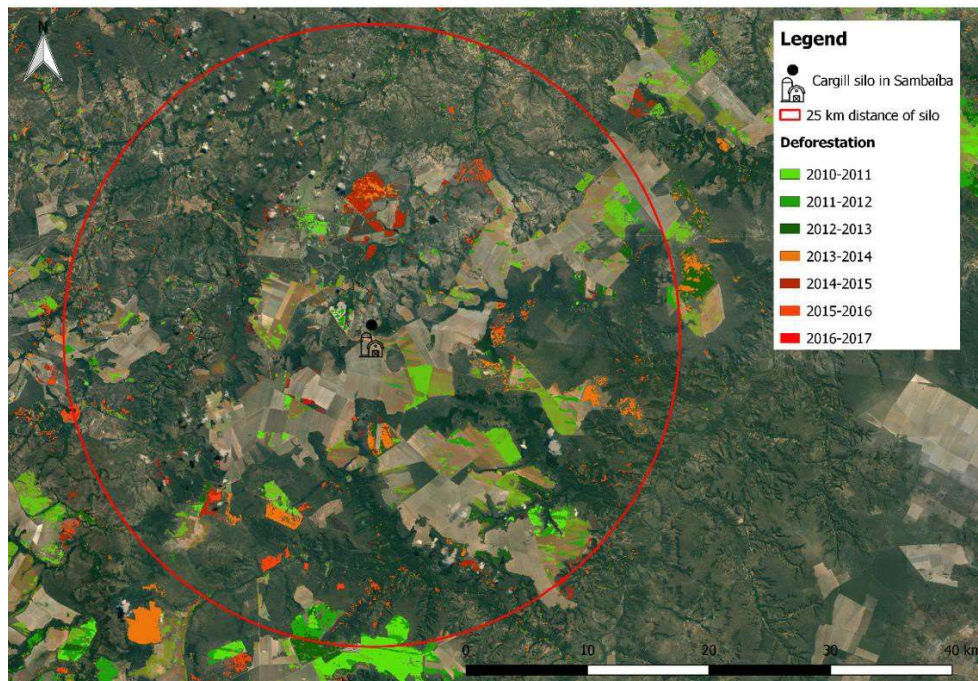 N
Legend
Cargill silo in Sambaíba
25 km distance of silo
Deforestation
2010-2011
2011-2012
2012-2013
2013-2014
2014-2015
2015-2016
2016-2017
0 10 20 30 40 km